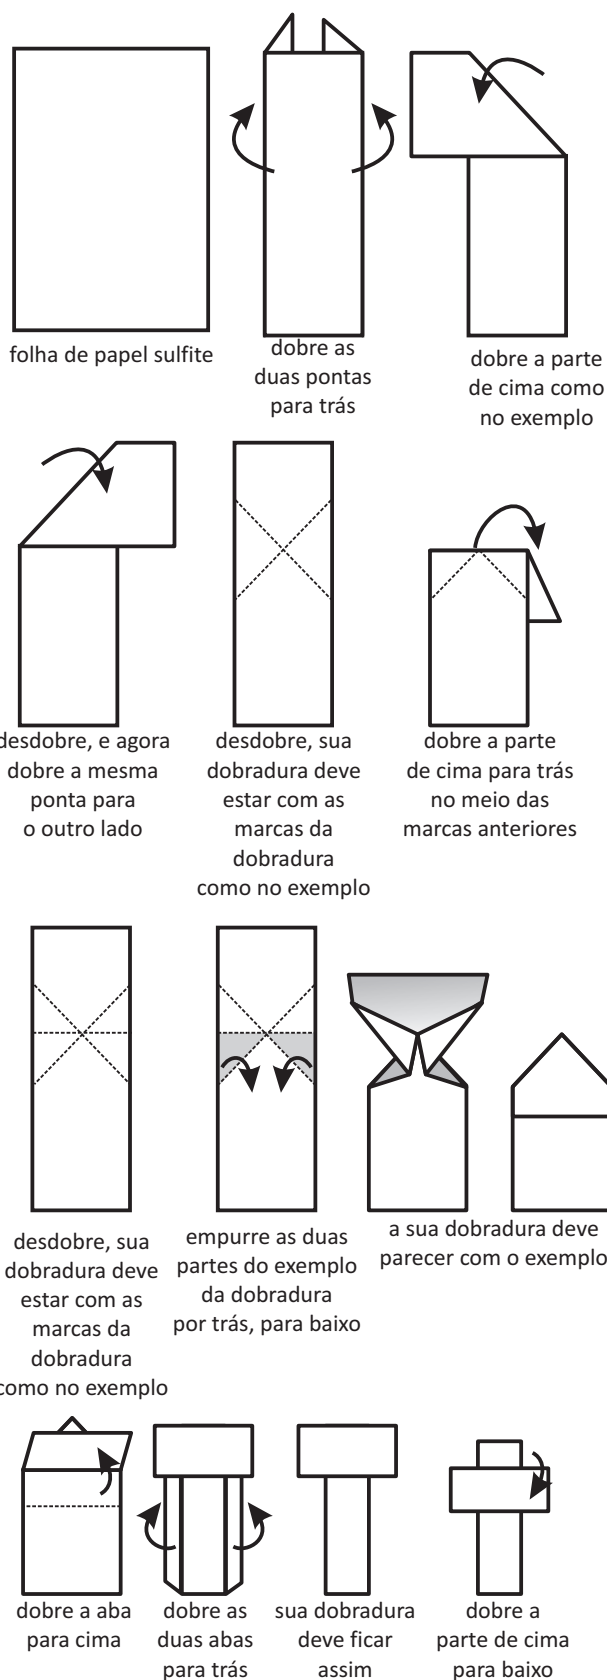 folha de papel sulfite
dobre as
duas pontas
para trás
dobre a parte
de cima como
no exemplo
desdobre, e agora
dobre a mesma
ponta para
o outro lado
desdobre, sua
dobradura deve
estar com as
marcas da
dobradura
como no exemplo
dobre a parte
de cima para trás
no meio das
marcas anteriores
desdobre, sua
dobradura deve
estar com as
marcas da
dobradura
como no exemplo
empurre as duas
partes do exemplo
da dobradura
por trás, para baixo
a sua dobradura deve
parecer com o exemplo
dobre a aba
para cima
dobre as
duas abas
para trás
sua dobradura
deve ficar
assim
dobre a
parte de cima
para baixo